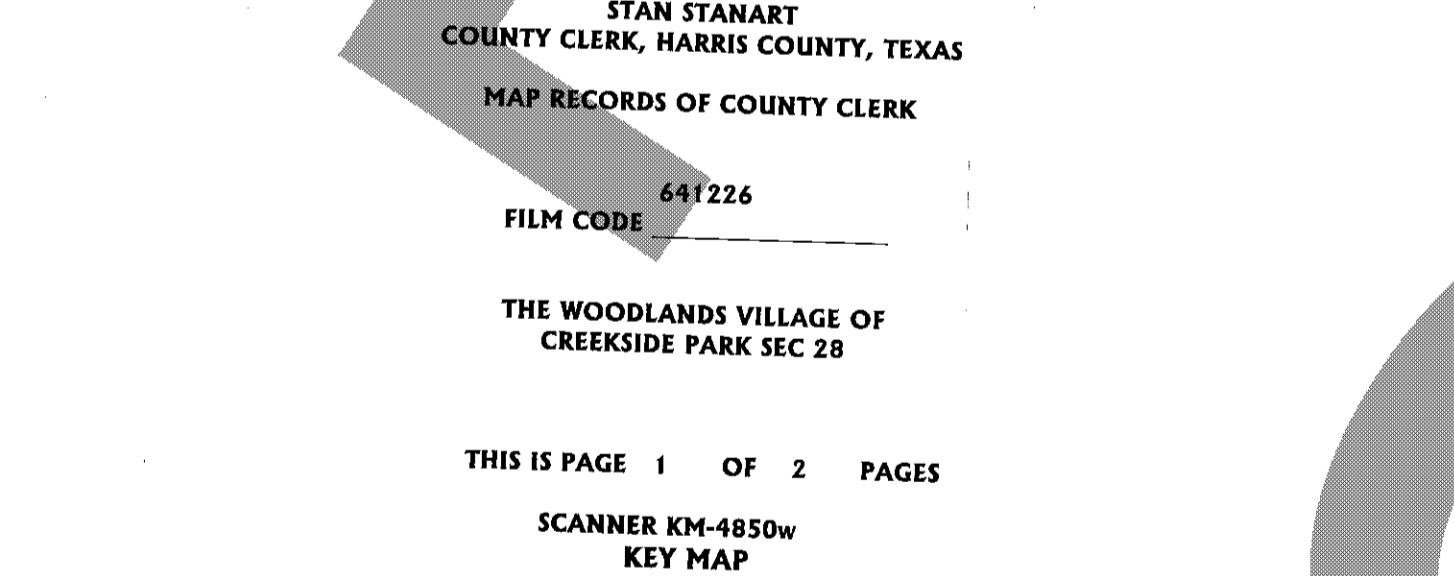 STAN STANART
COUNTY CLERK, HARRIS COUNTY, TEXAS
MAP RECORDS OF COUNTY CLERK
641226
FILM CODE
THE WOODLANDS VILLAGE OF
CREEKSIDE PARK SEC 28
THIS IS PAGE 1 OF 2 PAGES
SCANNER KM-4850w
KEY MAP